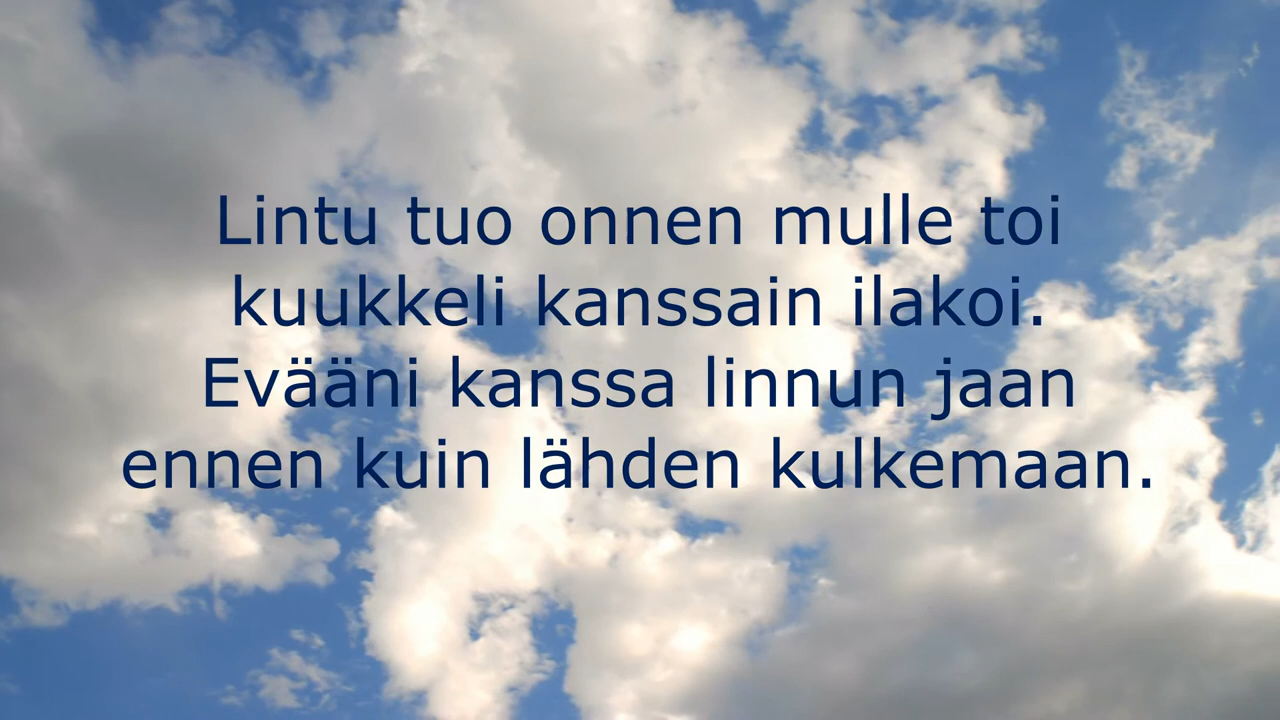 Lintu tuo onnen mulle toi
kuukkeli kanssain ilakoi.
Evääni kanssa linnun jaan
ennen kuin lähden kulkemaan.